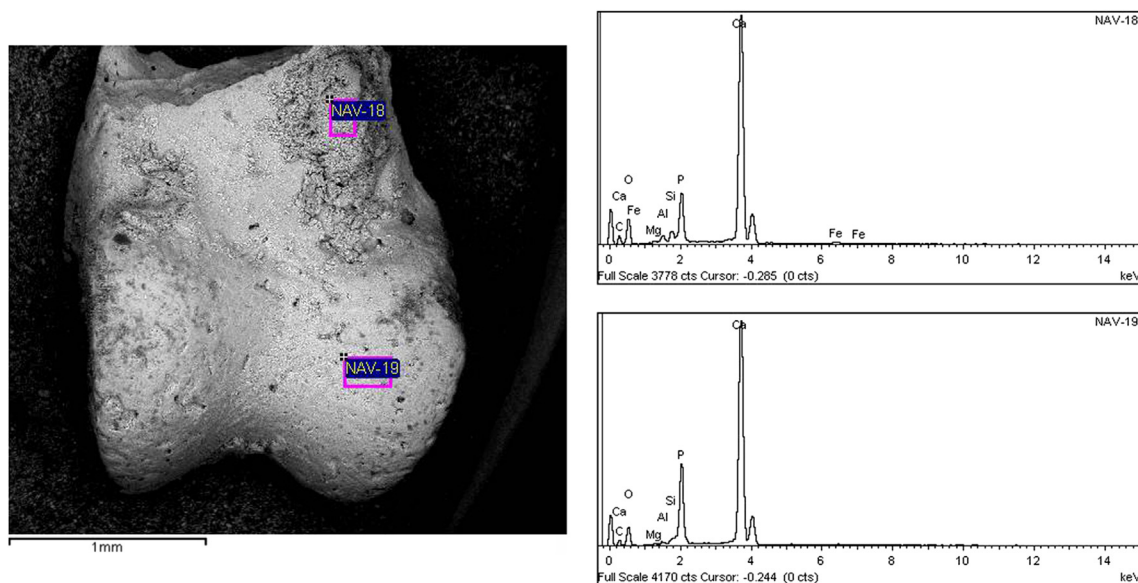 NAV-18
NAV-19
1mm
NAV-18
Ca
O
P
Ca
Si
Fe
Al
C
Mg
Fe
Fe
0
2
4
6
8
10
12
14
Full Scale 3778 cts Cursor: -0.285 (0 cts)
keV
NAV-19
Ca
P
O
Si
Ca
Al
C
Mg
0
2
4
6
8
10
12
14
Full Scale 4170 cts Cursor: -0.244 (0 cts)
keV